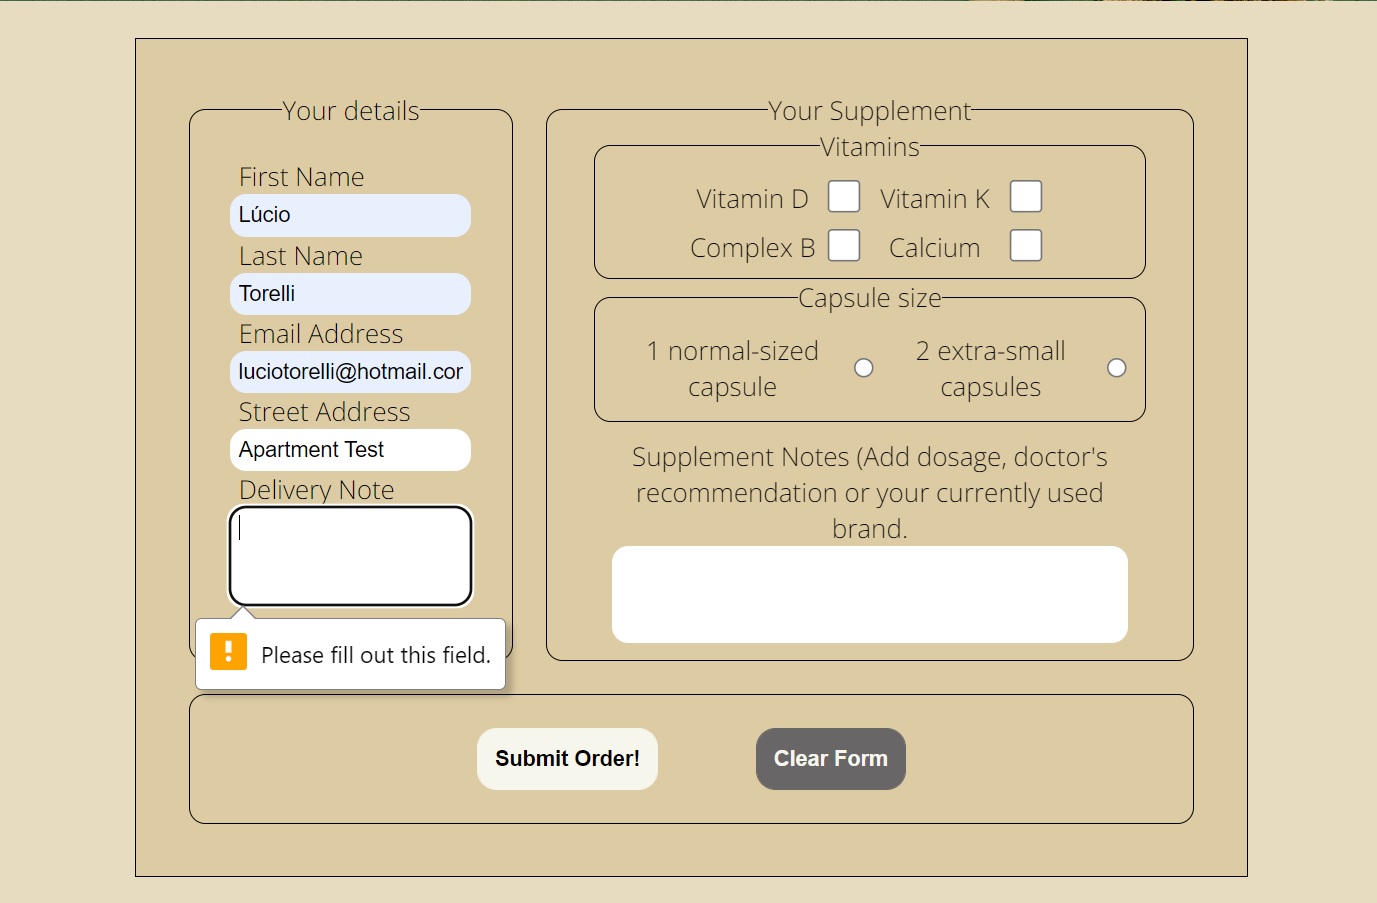 Your details
First Name
Lúcio
Last Name
Torelli
Email Address
luciotorelli@hotmail.cor
Street Address
Apartment Test
Delivery Note
Please fill out this field.
Your Supplement
Vitamins
Vitamin D Vitamin K
Complex B Calcium
Capsule size
1 normal-sized
capsule
2 extra-small
capsules
Supplement Notes (Add dosage, doctor's
recommendation or your currently used
brand.
Submit Order! Clear Form